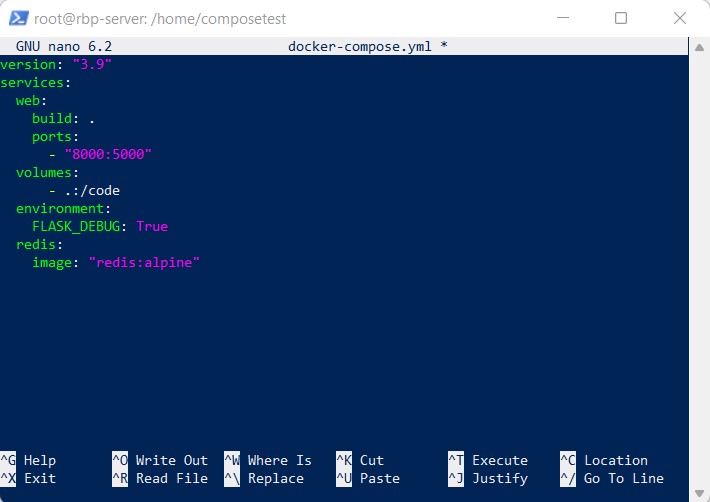 root@rbp-server: /home/composetest
GNU nano 6.2 docker-compose.yml *
version: "3.9"
services:
  web:
    build: .
    ports:
      - "8000:5000"
  volumes:
      - .:/code
  environment:
    FLASK_DEBUG: True
  redis:
    image: "redis:alpine"
^G Help ^O Write Out ^W Where Is ^K Cut ^T Execute ^C Location
^X Exit ^R Read File ^\ Replace ^U Paste ^J Justify ^/ Go To Line